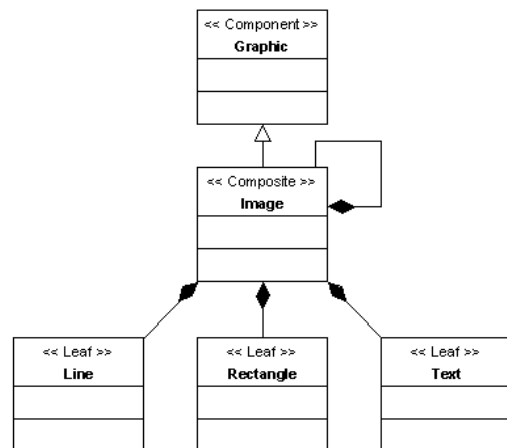 << Component >>
Graphic
<< Composite >>
Image
<< Leaf >>
Line
<< Leaf >>
Rectangle
<< Leaf >>
Text